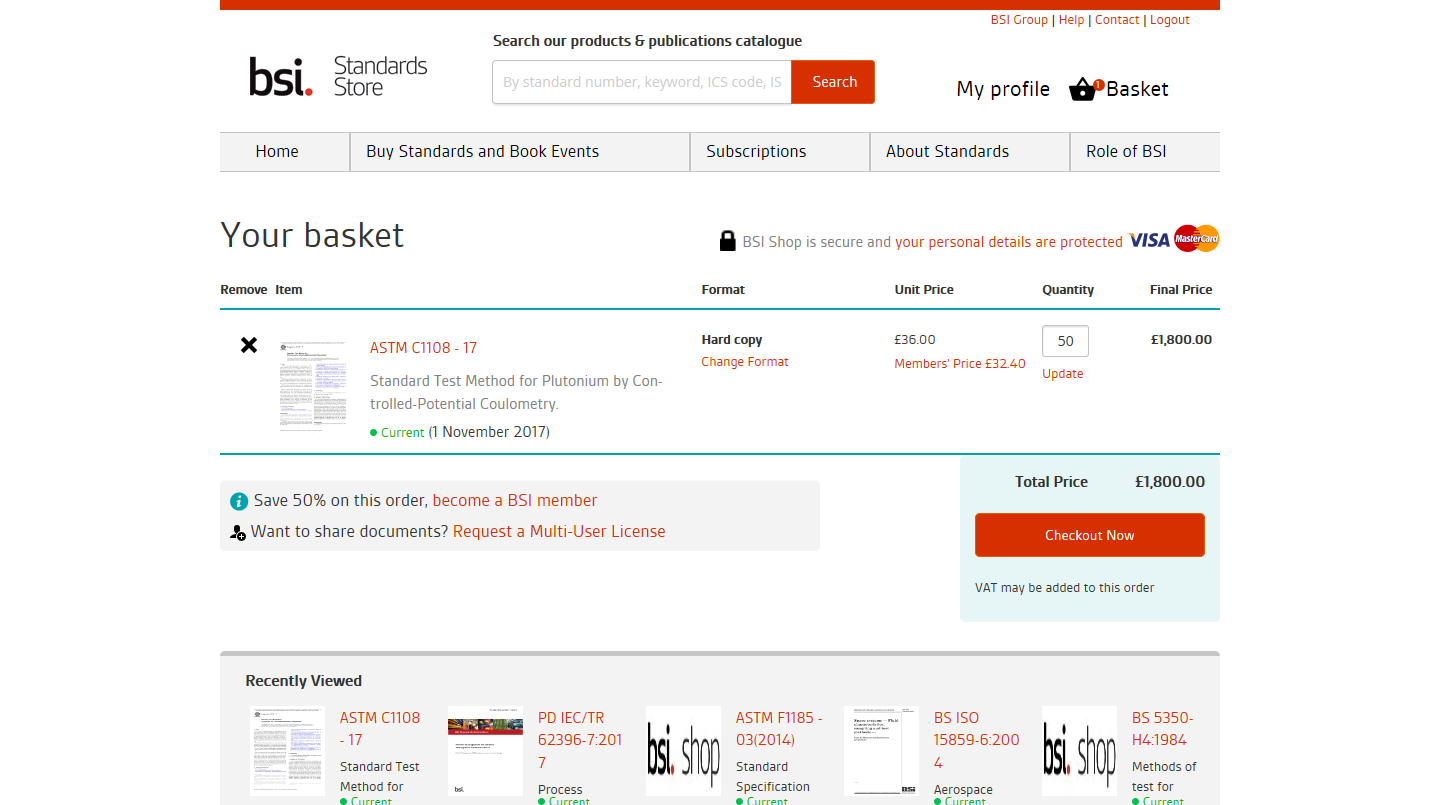 BSI Group | Help | Contact | Logout
Search our products & publications catalogue
bsi. Standards Store
By standard number, keyword, ICS code, IS
Search
My profile
1
Basket
Home
Buy Standards and Book Events
Subscriptions
About Standards
Role of BSI
Your basket
BSI Shop is secure and your personal details are protected
VISA
MasterCard
Remove Item Format Unit Price Quantity Final Price
ASTM C1108 - 17
Standard Test Method for Plutonium by Con-
trolled-Potential Coulometry.
Current (1 November 2017)
Hard copy
Change Format
£36.00
Members' Price £32.40
50
Update
£1,800.00
Save 50% on this order, become a BSI member
Want to share documents? Request a Multi-User License
Total Price £1,800.00
Checkout Now
VAT may be added to this order
Recently Viewed
ASTM C1108
- 17
Standard Test
Method for
Current
bsi.
PD IEC/TR
62396-7:201
7
Process
Current
bsi. shop
ASTM F1185 -
03(2014)
Standard
Specification
Current
BSI
BS ISO
15859-6:200
4
Aerospace
Current
bsi. shop
BS 5350-
H4:1984
Methods of
test for
Current